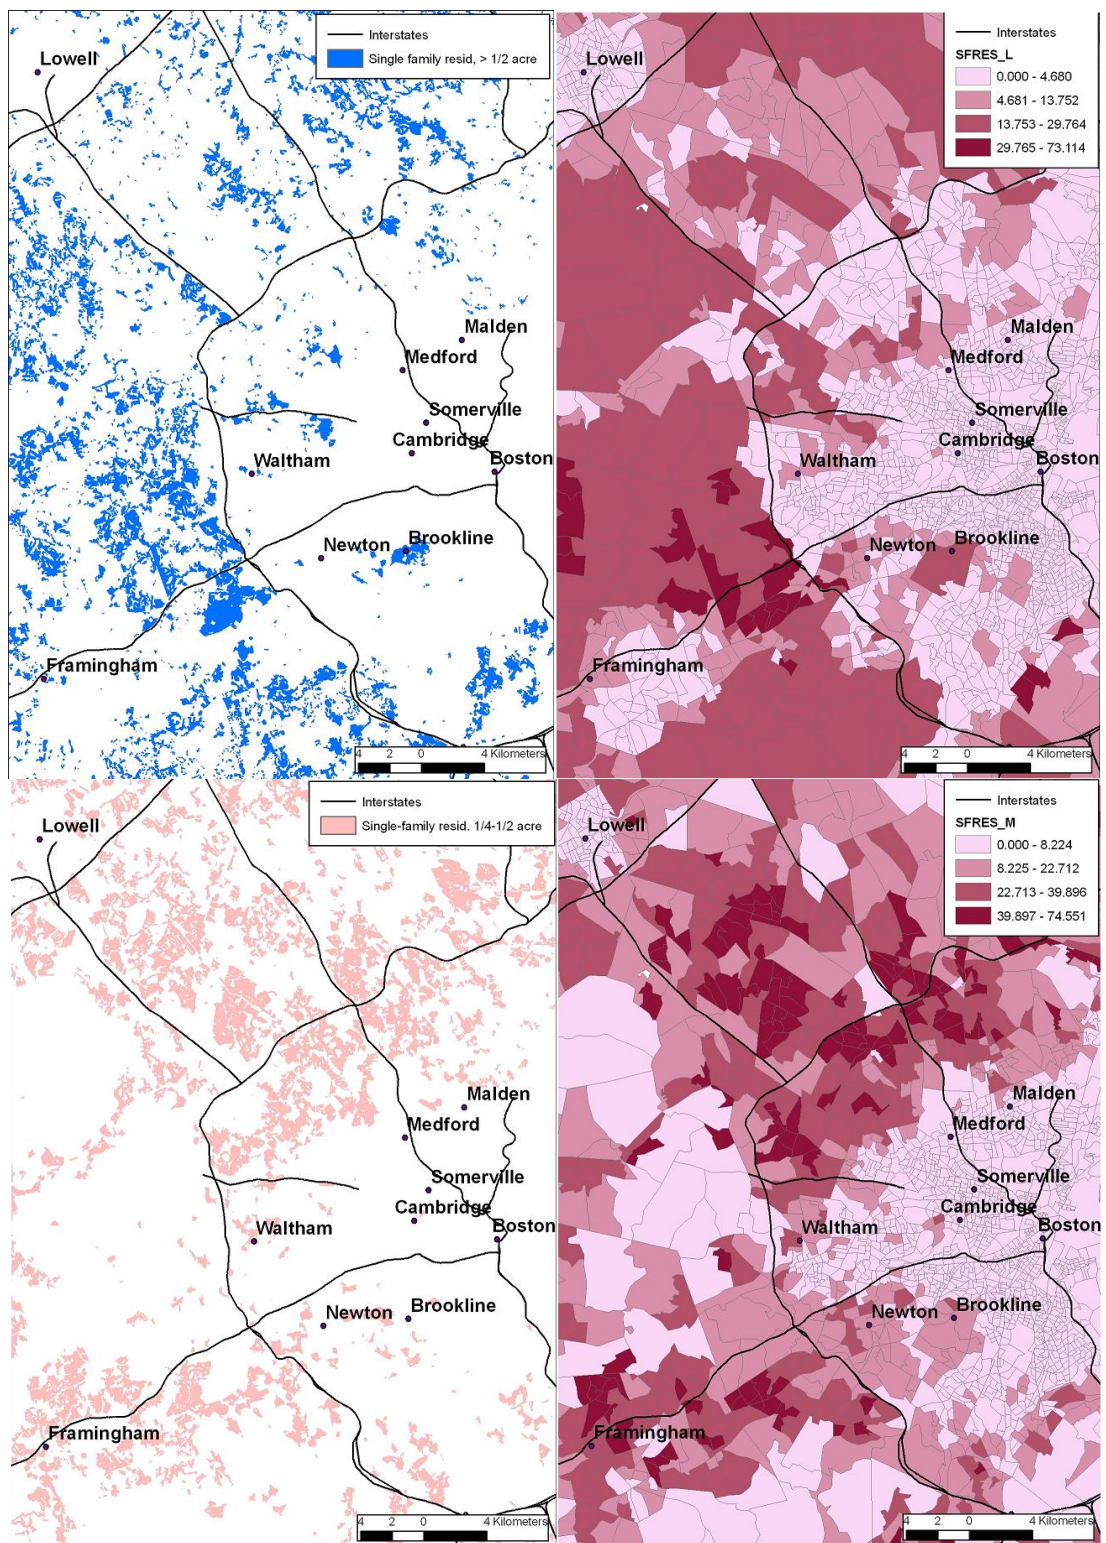 Interstates
Single family resid, > 1/2 acre
Lowell
Malden
Medford
Somerville
Cambridge
Boston
Waltham
Newton
Brookline
Framingham
4 2 0 4 Kilometers
Interstates
SFRES_L
0.000 - 4.680
4.681 - 13.752
13.753 - 29.764
29.765 - 73.114
Lowell
Malden
Medford
Somerville
Cambridge
Boston
Waltham
Newton
Brookline
Framingham
4 2 0 4 Kilometers
Interstates
Single-family resid. 1/4-1/2 acre
Lowell
Malden
Medford
Somerville
Cambridge
Boston
Waltham
Newton
Brookline
Framingham
4 2 0 4 Kilometers
Interstates
SFRES_M
0.000 - 8.224
8.225 - 22.712
22.713 - 39.896
39.897 - 74.551
Lowell
Malden
Medford
Somerville
Cambridge
Boston
Waltham
Newton
Brookline
Framingham
4 2 0 4 Kilometers